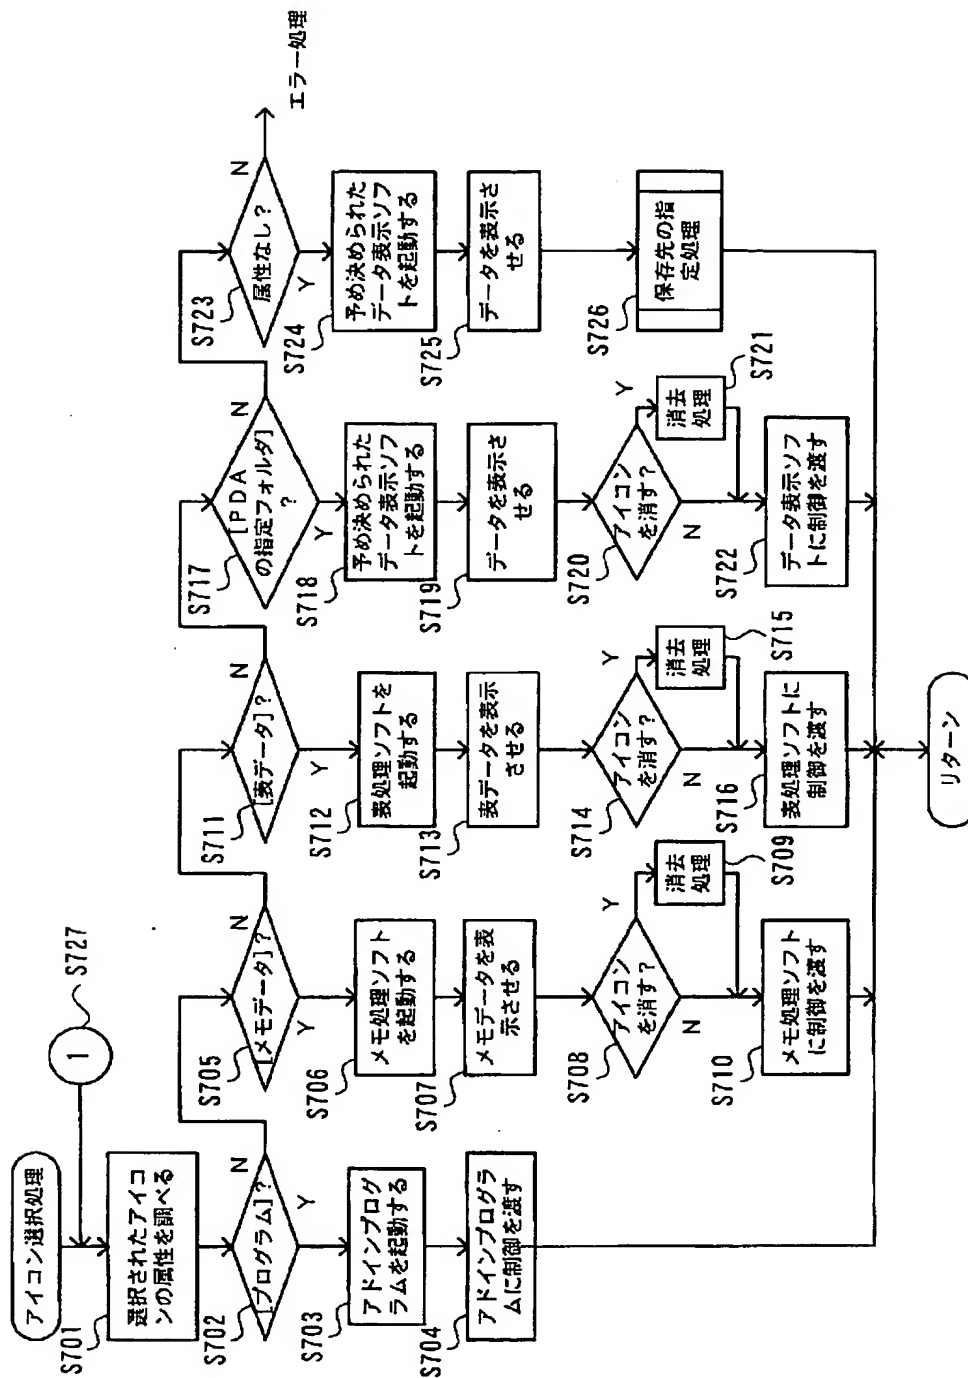 アイコン選択処理
1
S727
S701
選択されたアイコ
ンの属性を調べる
S702
[プログラム]?
N
Y
S703
アドインプログ
ラムを起動する
S704
アドインプログラ
ムに制御を渡す
S705
[メモデータ]?
N
Y
S706
メモ処理ソフト
を起動する
S707
メモデータを表
示させる
S708
アイコン
を消す?
Y
N
消去
処理
S709
S710
メモ処理ソフト
に制御を渡す
S711
[表データ]?
N
Y
S712
表処理ソフトを
起動する
S713
表データを表示
させる
S714
アイコン
を消す?
Y
N
消去
処理
S715
S716
表処理ソフトに
制御を渡す
S717
[PDA
の指定フォルダ]
?
N
Y
S718
予め決められた
データ表示ソフ
トを起動する
S719
データを表示さ
せる
S720
アイコン
を消す?
Y
N
消去
処理
S721
S722
データ表示ソフ
トに制御を渡す
S723
属性なし?
N
エラー処理
Y
S724
予め決められた
データ表示ソフ
トを起動する
S725
データを表示さ
せる
S726
保存先の指
定処理
リターン